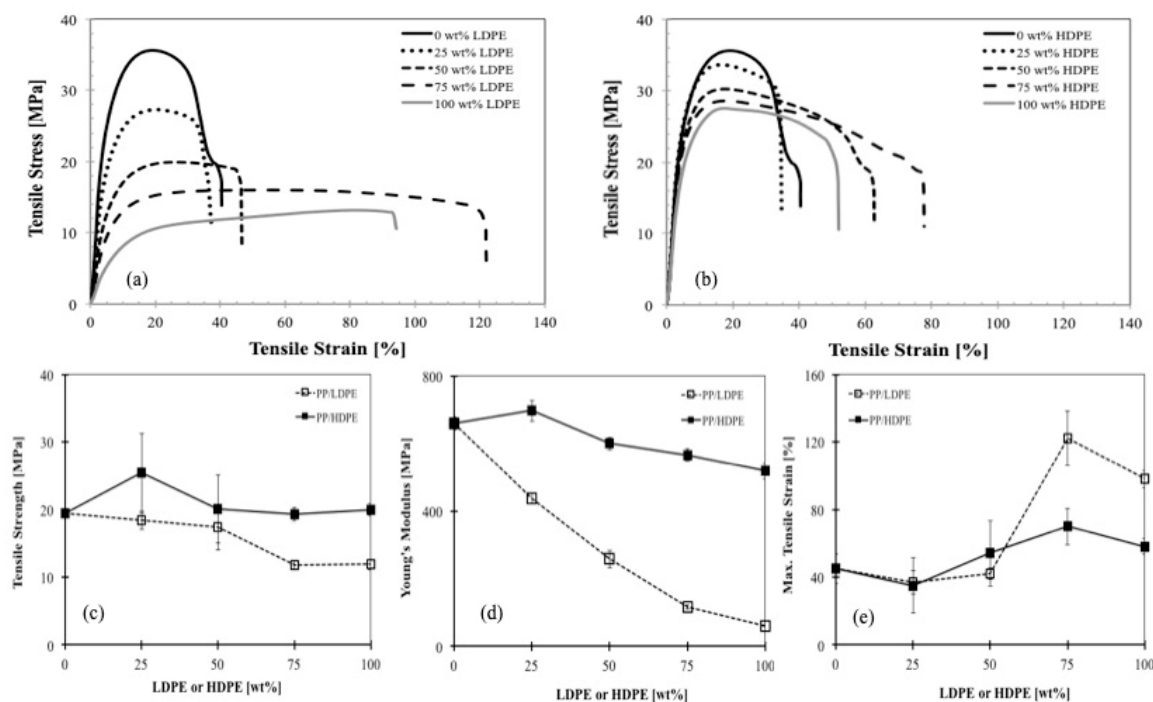 40
30
20
10
0
Tensile Stress [MPa]
0 wt% LDPE
25 wt% LDPE
50 wt% LDPE
75 wt% LDPE
100 wt% LDPE
(a)
0 20 40 60 80 100 120 140
Tensile Strain [%]
40
30
20
10
0
Tensile Stress [MPa]
0 wt% HDPE
25 wt% HDPE
50 wt% HDPE
75 wt% HDPE
100 wt% HDPE
(b)
0 20 40 60 80 100 120 140
Tensile Strain [%]
40
30
20
10
0
Tensile Strength [MPa]
PP/LDPE
PP/HDPE
(c)
0 25 50 75 100
LDPE or HDPE [wt%]
800
400
0
Young's Modulus [MPa]
PP/LDPE
PP/HDPE
(d)
0 25 50 75 100
LDPE or HDPE [wt%]
160
120
80
40
0
Max. Tensile Strain [%]
PP/LDPE
PP/HDPE
(e)
0 25 50 75 100
LDPE or HDPE [wt%]